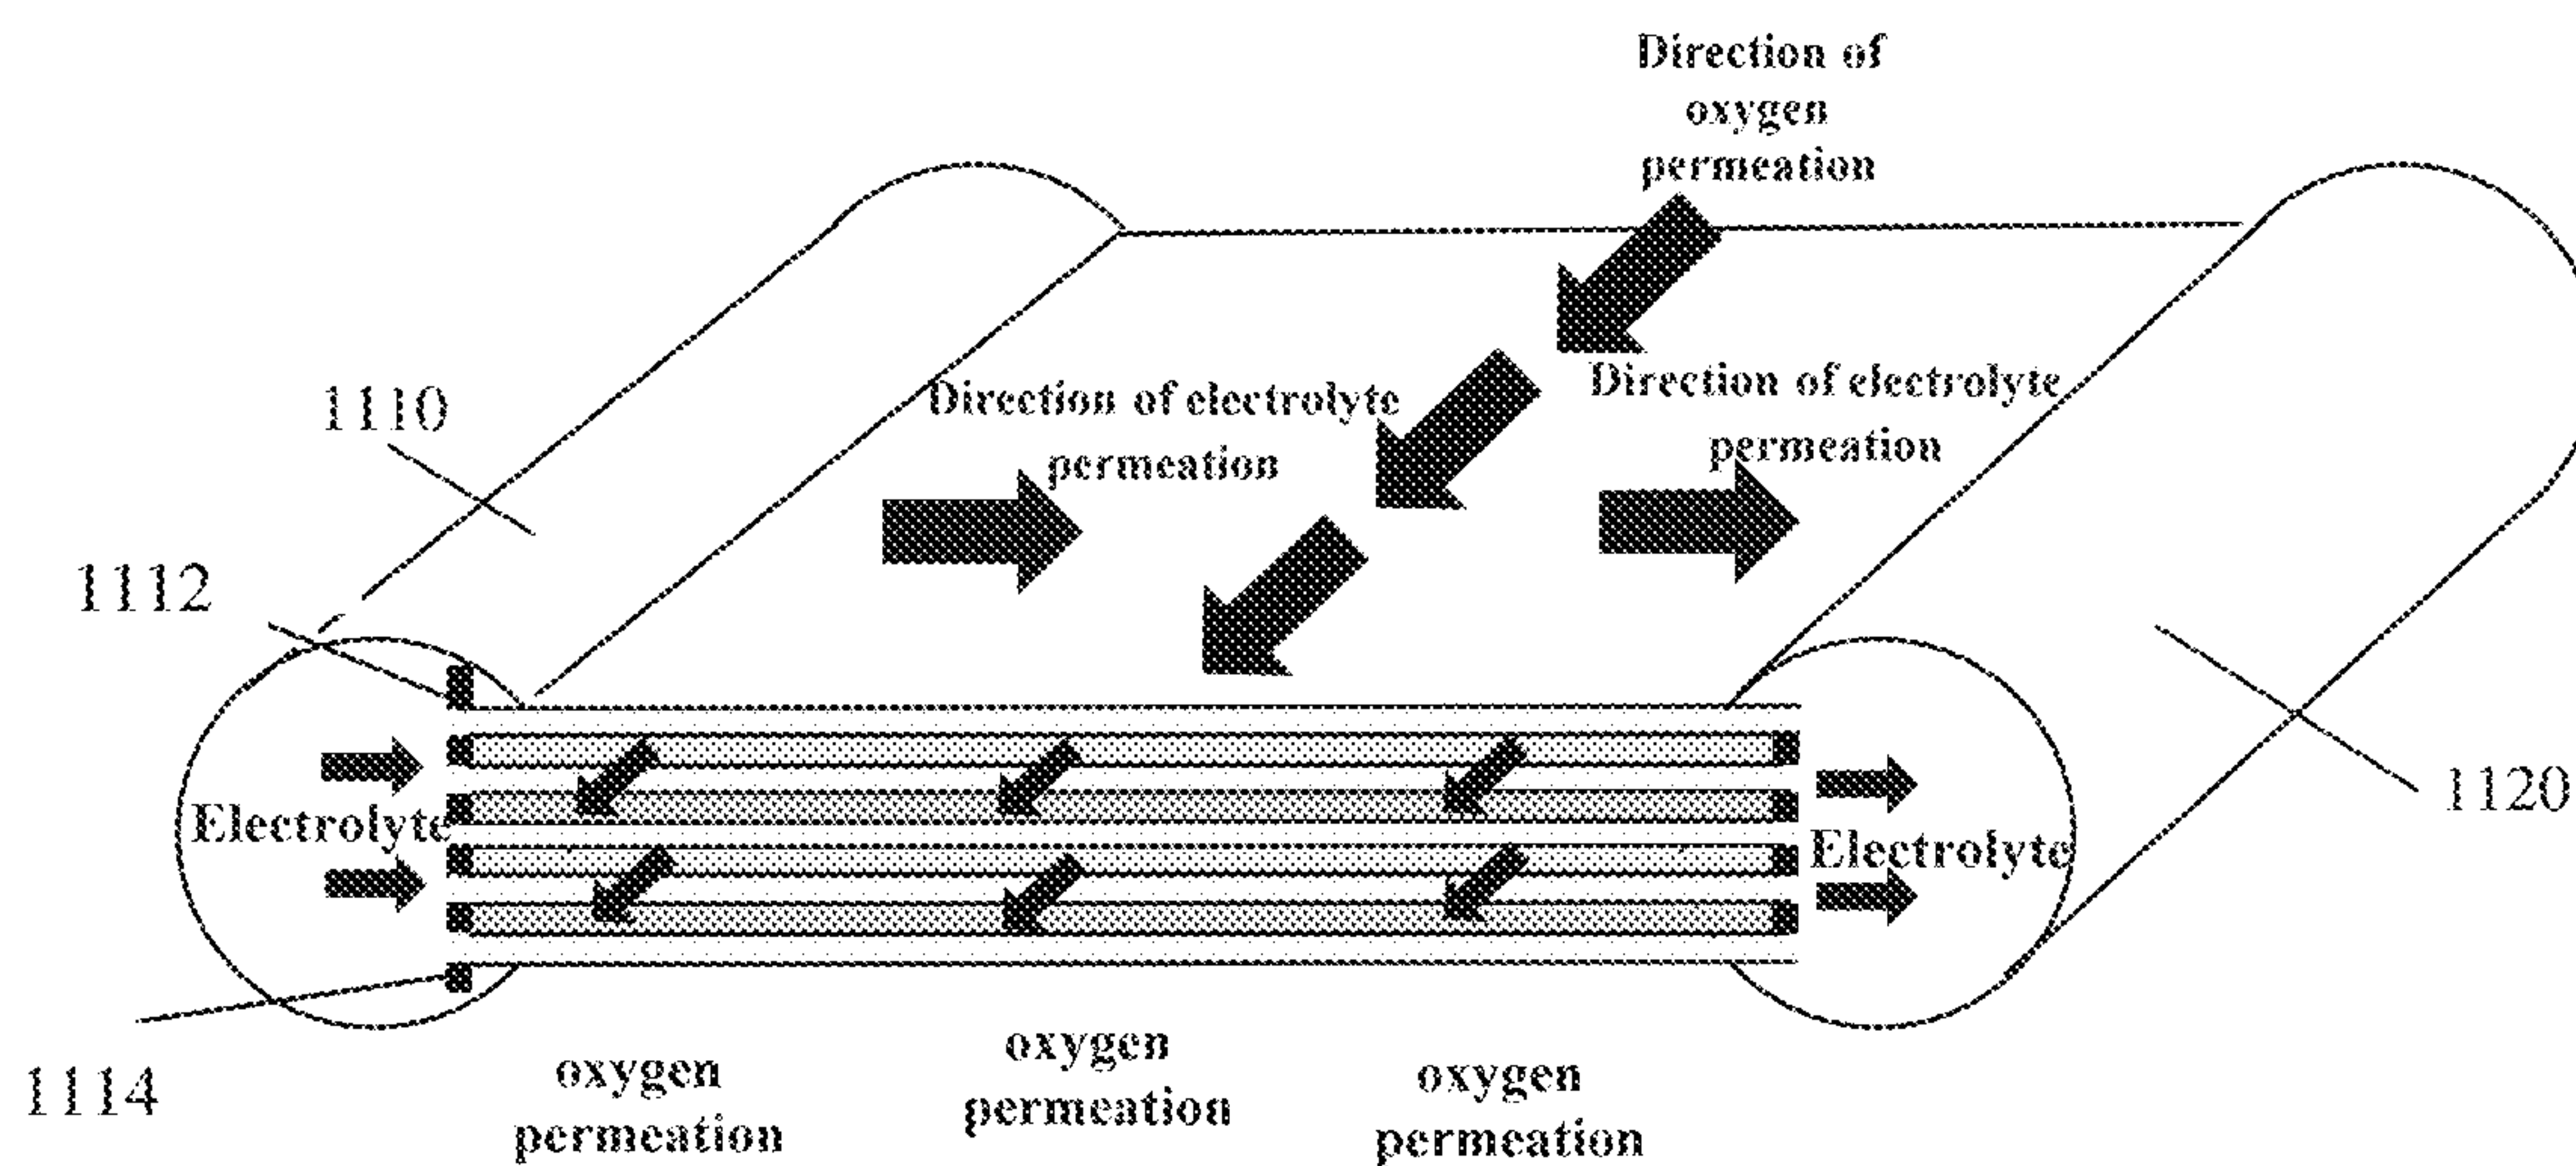 Direction of
oxygen
permeation
Direction of electrolyte
permeation
Direction of electrolyte
permeation
1110
1112
Electrolyte
Electrolyte
1120
1114
oxygen
permeation
oxygen
permeation
oxygen
permeation